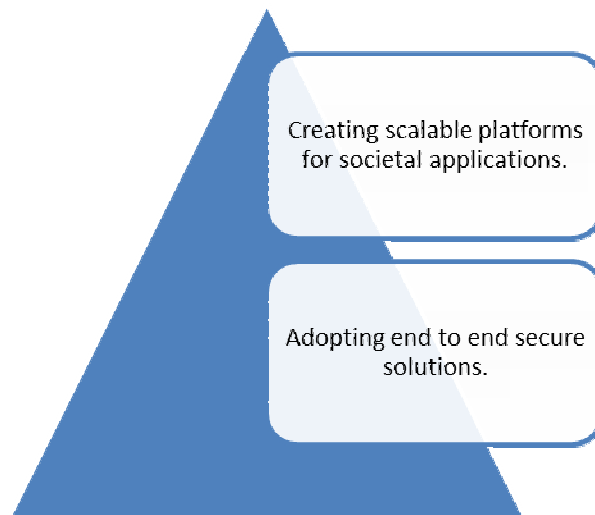 Creating scalable platforms
for societal applications.
Adopting end to end secure
solutions.